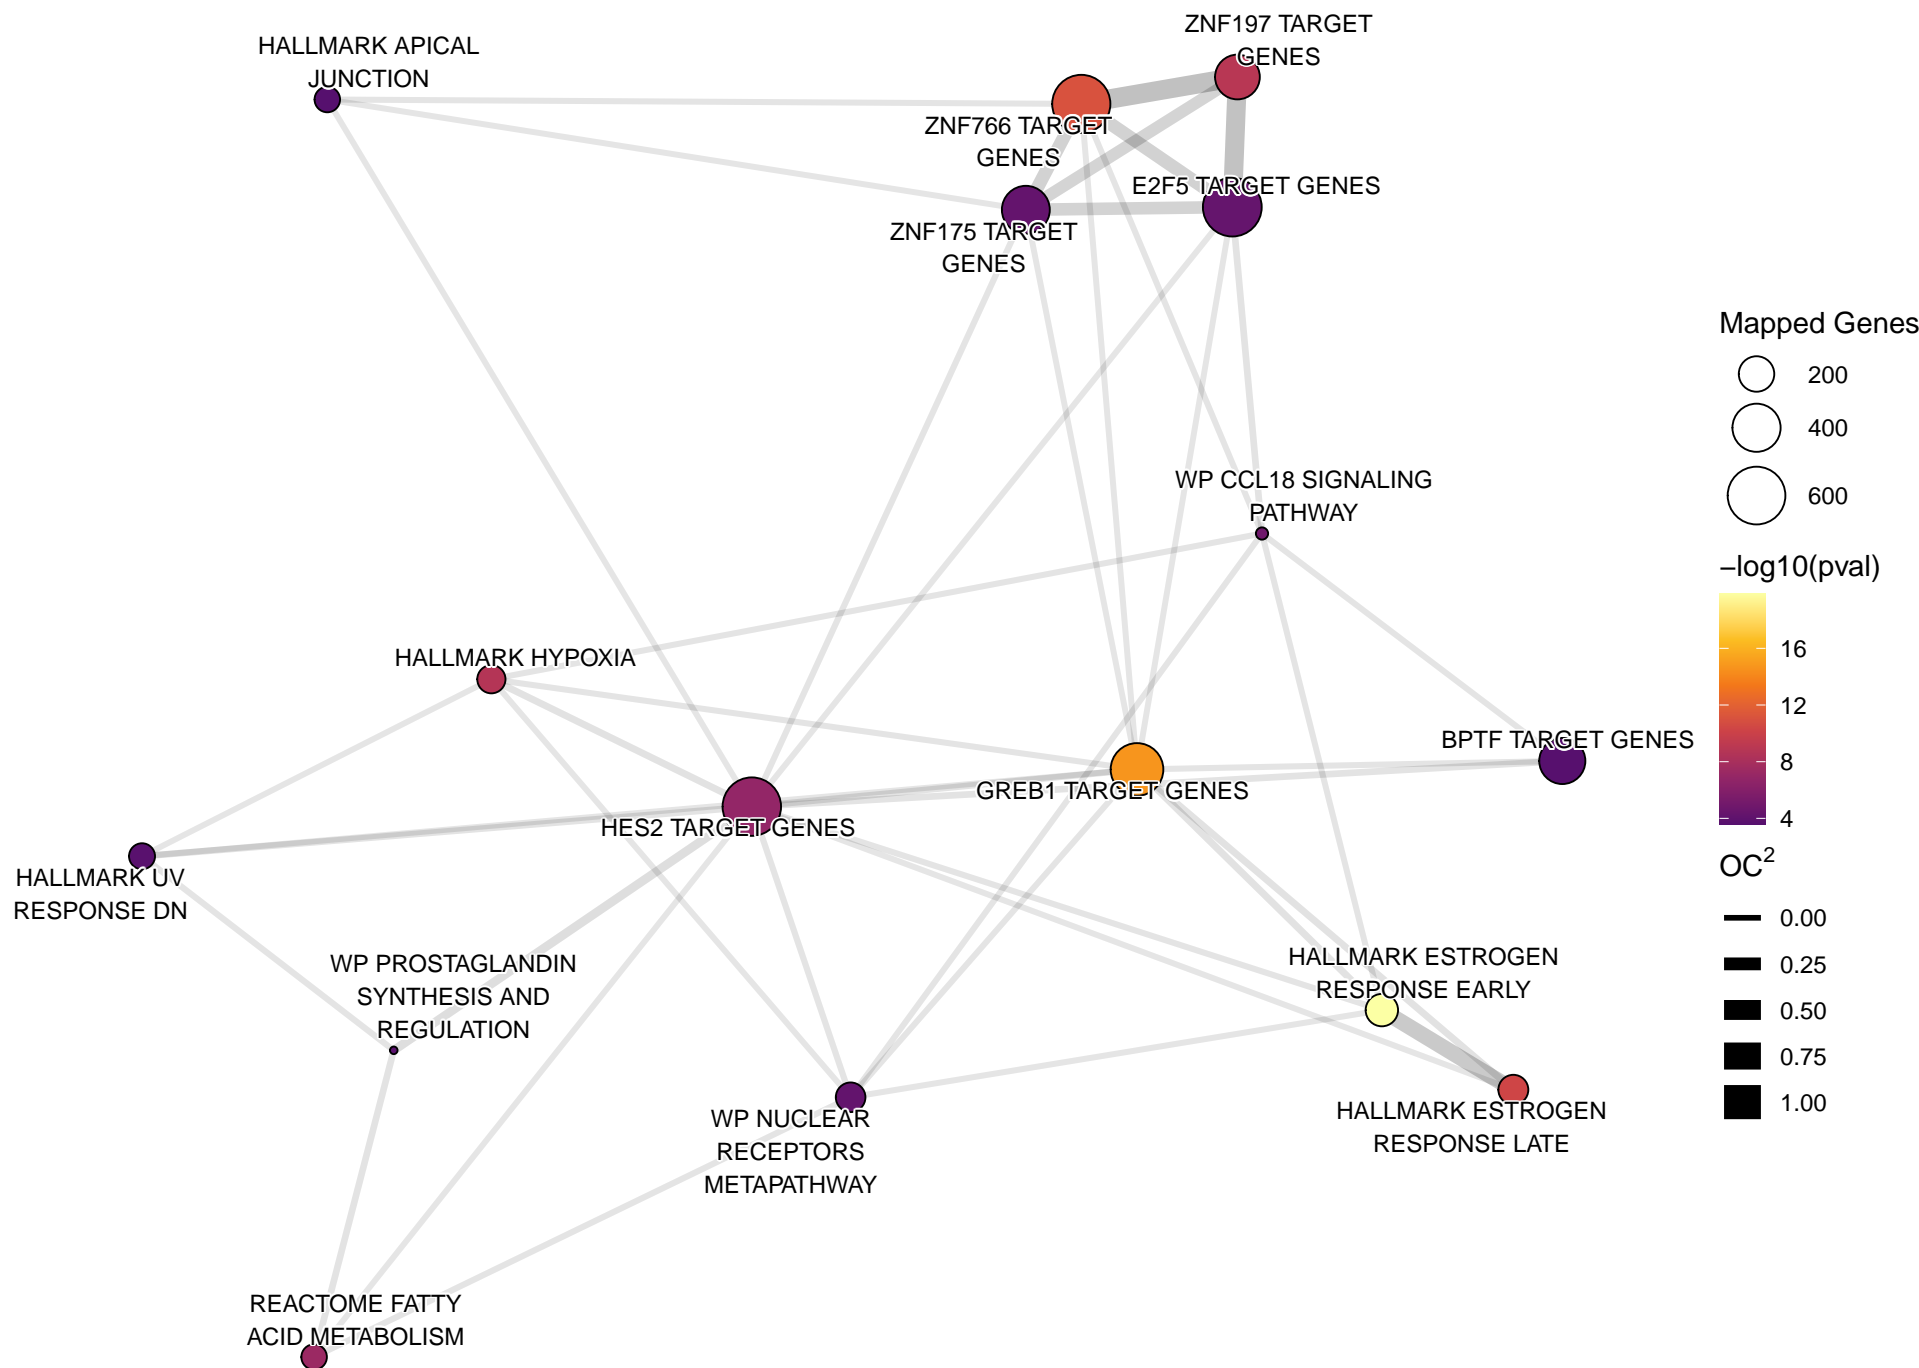 ZNF197 TARGET
GENES
HALLMARK APICAL
JUNCTION
ZNF766 TARGET
GENES
E2F5 TARGET GENES
ZNF175 TARGET
GENES
WP CCL18 SIGNALING
PATHWAY
HALLMARK HYPOXIA
BPTF TARGET GENES
GREB1 TARGET GENES
HES2 TARGET GENES
HALLMARK UV
RESPONSE DN
WP PROSTAGLANDIN
SYNTHESIS AND
REGULATION
HALLMARK ESTROGEN
RESPONSE EARLY
WP NUCLEAR
RECEPTORS
METAPATHWAY
HALLMARK ESTROGEN
RESPONSE LATE
REACTOME FATTY
ACID METABOLISM
Mapped Genes
200
400
600
−log10(pval)
16
12
8
4
OC²
0.00
0.25
0.50
0.75
1.00